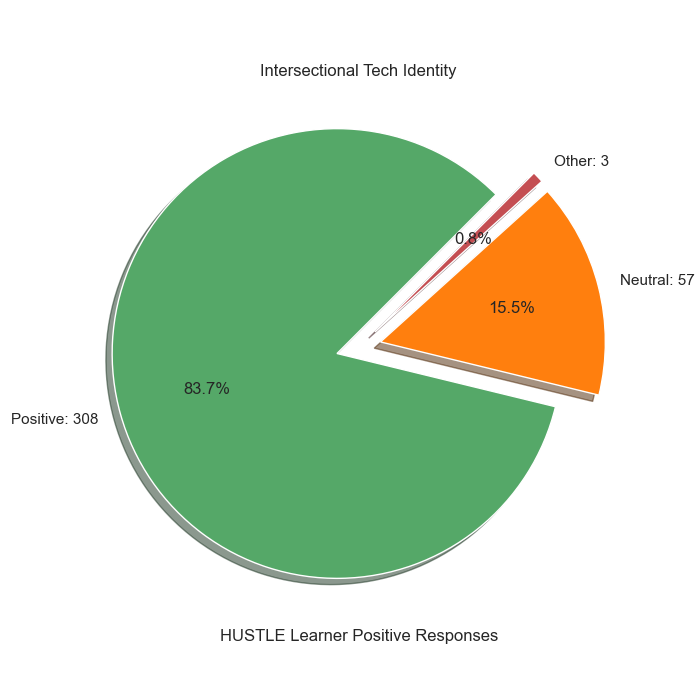 Intersectional Tech Identity
Other: 3
0.8%
Neutral: 57
15.5%
83.7%
Positive: 308
HUSTLE Learner Positive Responses